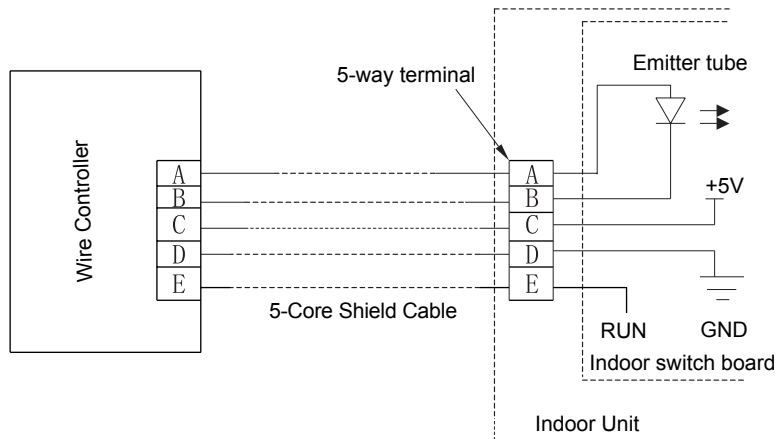 Emitter tube
5-way terminal
Wire Controller
A
B
C
D
E
A
B
C
D
E
+5V
5-Core Shield Cable
RUN
GND
Indoor switch board
Indoor Unit